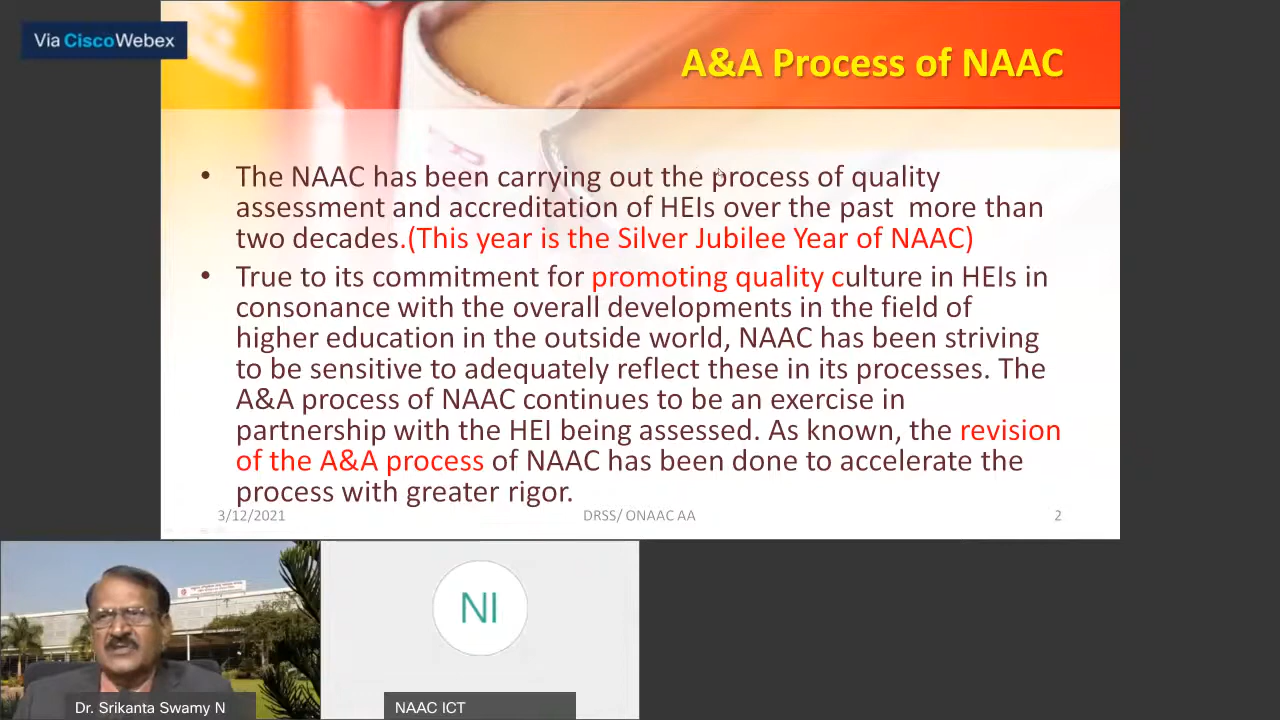 Via CiscoWebex
A&A Process of NAAC
• The NAAC has been carrying out the process of quality
assessment and accreditation of HEIs over the past more than
two decades.(This year is the Silver Jubilee Year of NAAC)
• True to its commitment for promoting quality culture in HEIs in
consonance with the overall developments in the field of
higher education in the outside world, NAAC has been striving
to be sensitive to adequately reflect these in its processes. The
A&A process of NAAC continues to be an exercise in
partnership with the HEI being assessed. As known, the revision
of the A&A process of NAAC has been done to accelerate the
process with greater rigor.
3/12/2021 DRSS/ ONAAC AA 2
NI
Dr. Srikanta Swamy N
NAAC ICT